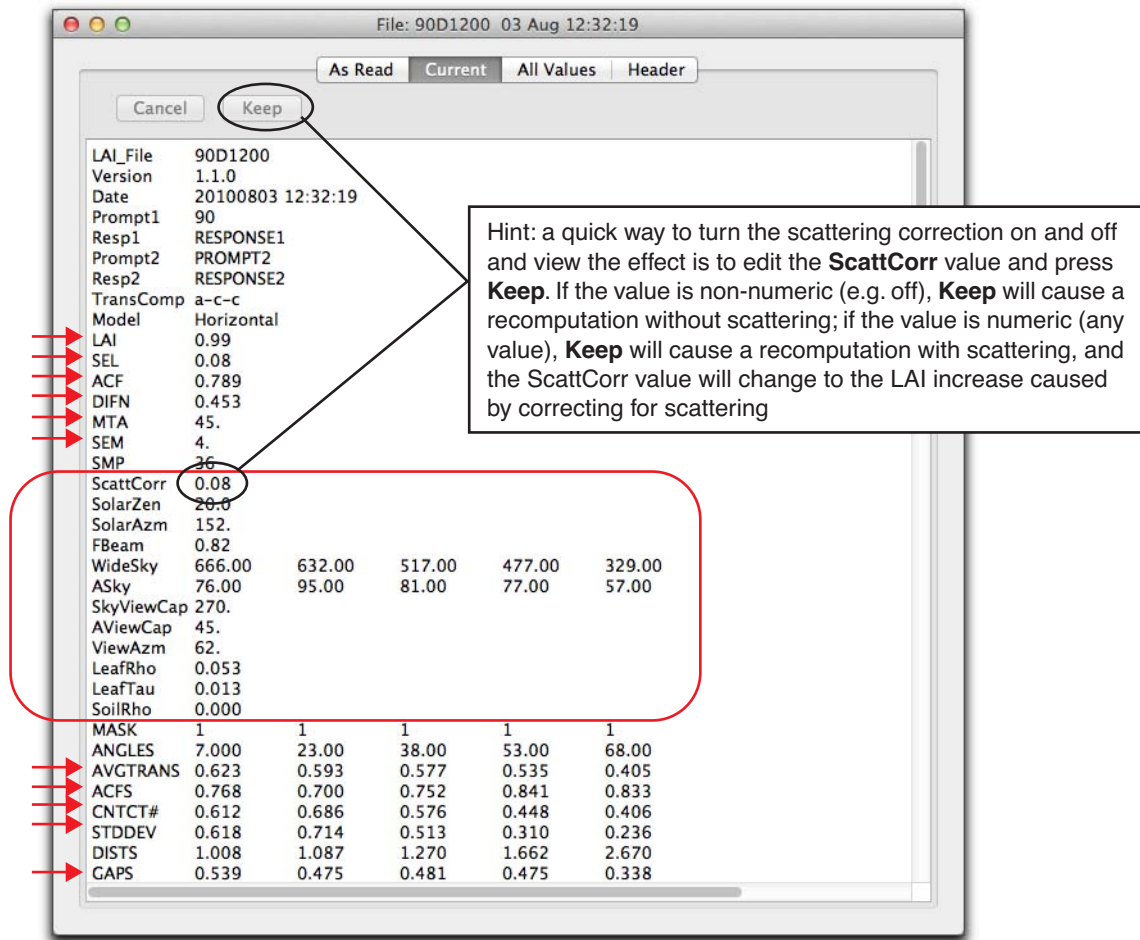 File: 90D1200 03 Aug 12:32:19
As Read Current All Values Header
Cancel Keep
LAI_File 90D1200
Version 1.1.0
Date 20100803 12:32:19
Prompt1 90
Resp1 RESPONSE1
Prompt2 PROMPT2
Resp2 RESPONSE2
TransComp a-c-c
Model Horizontal
LAI 0.99
SEL 0.08
ACF 0.789
DIFN 0.453
MTA 45.
SEM 4.
SMP 36
ScattCorr 0.08
SolarZen 20.0
SolarAzm 152.
FBeam 0.82
WideSky 666.00 632.00 517.00 477.00 329.00
ASky 76.00 95.00 81.00 77.00 57.00
SkyViewCap 270.
AViewCap 45.
ViewAzm 62.
LeafRho 0.053
LeafTau 0.013
SoilRho 0.000
MASK 1 1 1 1 1
ANGLES 7.000 23.00 38.00 53.00 68.00
AVGTRANS 0.623 0.593 0.577 0.535 0.405
ACFS 0.768 0.700 0.752 0.841 0.833
CNTCT# 0.612 0.686 0.576 0.448 0.406
STDDEV 0.618 0.714 0.513 0.310 0.236
DISTS 1.008 1.087 1.270 1.662 2.670
GAPS 0.539 0.475 0.481 0.475 0.338
Hint: a quick way to turn the scattering correction on and off
and view the effect is to edit the ScattCorr value and press
Keep. If the value is non-numeric (e.g. off), Keep will cause a
recomputation without scattering; if the value is numeric (any
value), Keep will cause a recomputation with scattering, and
the ScattCorr value will change to the LAI increase caused
by correcting for scattering